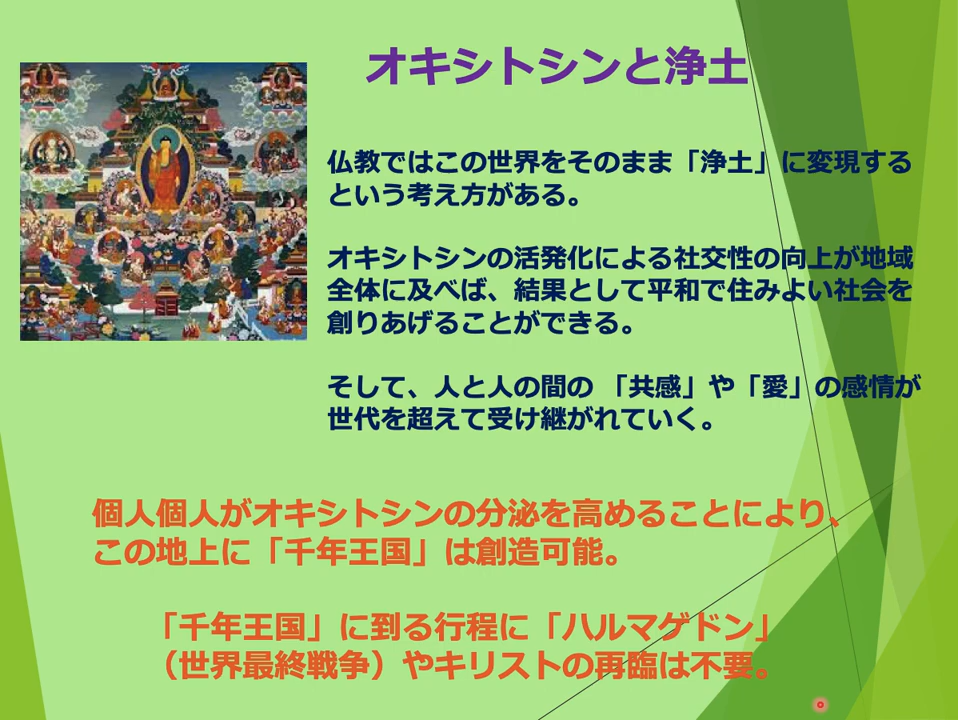 オキシトシンと浄土
仏教ではこの世界をそのまま「浄土」に変現する
という考え方がある。
オキシトシンの活発化による社交性の向上が地域
全体に及べば、結果として平和で住みよい社会を
創りあげることができる。
そして、人と人の間の 「共感」や「愛」の感情が
世代を超えて受け継がれていく。
個人個人がオキシトシンの分泌を高めることにより、
この地上に「千年王国」は創造可能。
「千年王国」に到る行程に「ハルマゲドン」
（世界最終戦争）やキリストの再臨は不要。